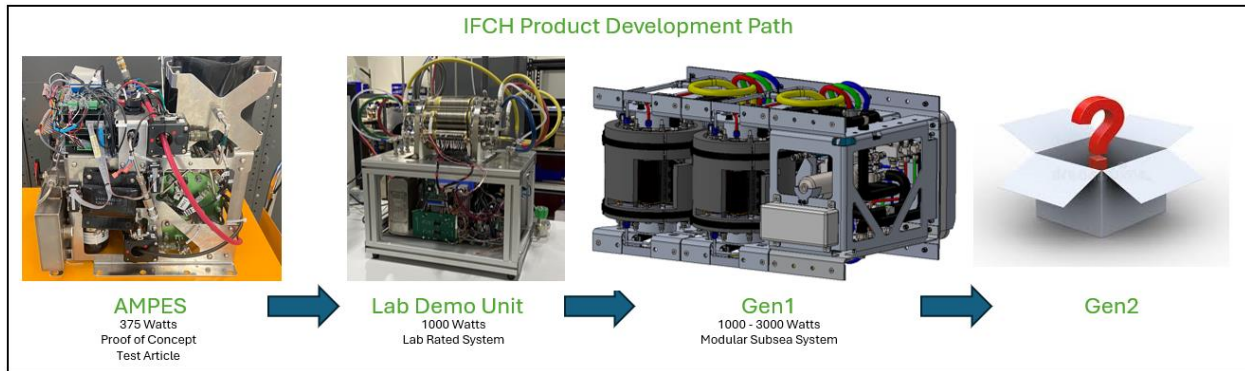 IFCH Product Development Path
AMPES
375 Watts
Proof of Concept
Test Article
Lab Demo Unit
1000 Watts
Lab Rated System
Gen1
1000 - 3000 Watts
Modular Subsea System
Gen2